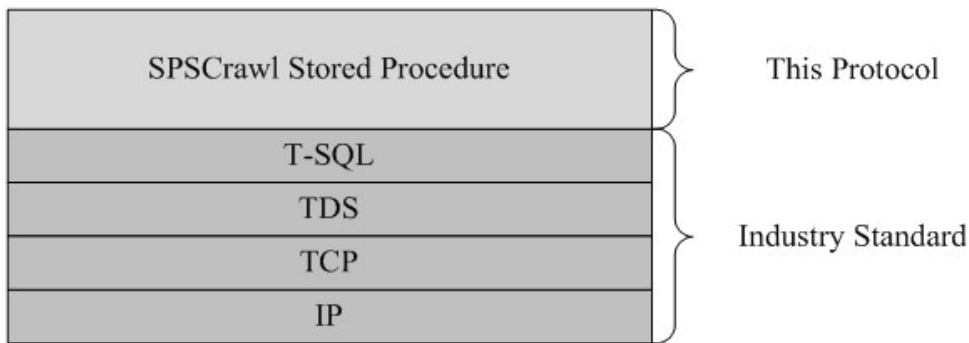 SPSCrawl Stored Procedure
This Protocol
T-SQL
TDS
TCP
IP
Industry Standard